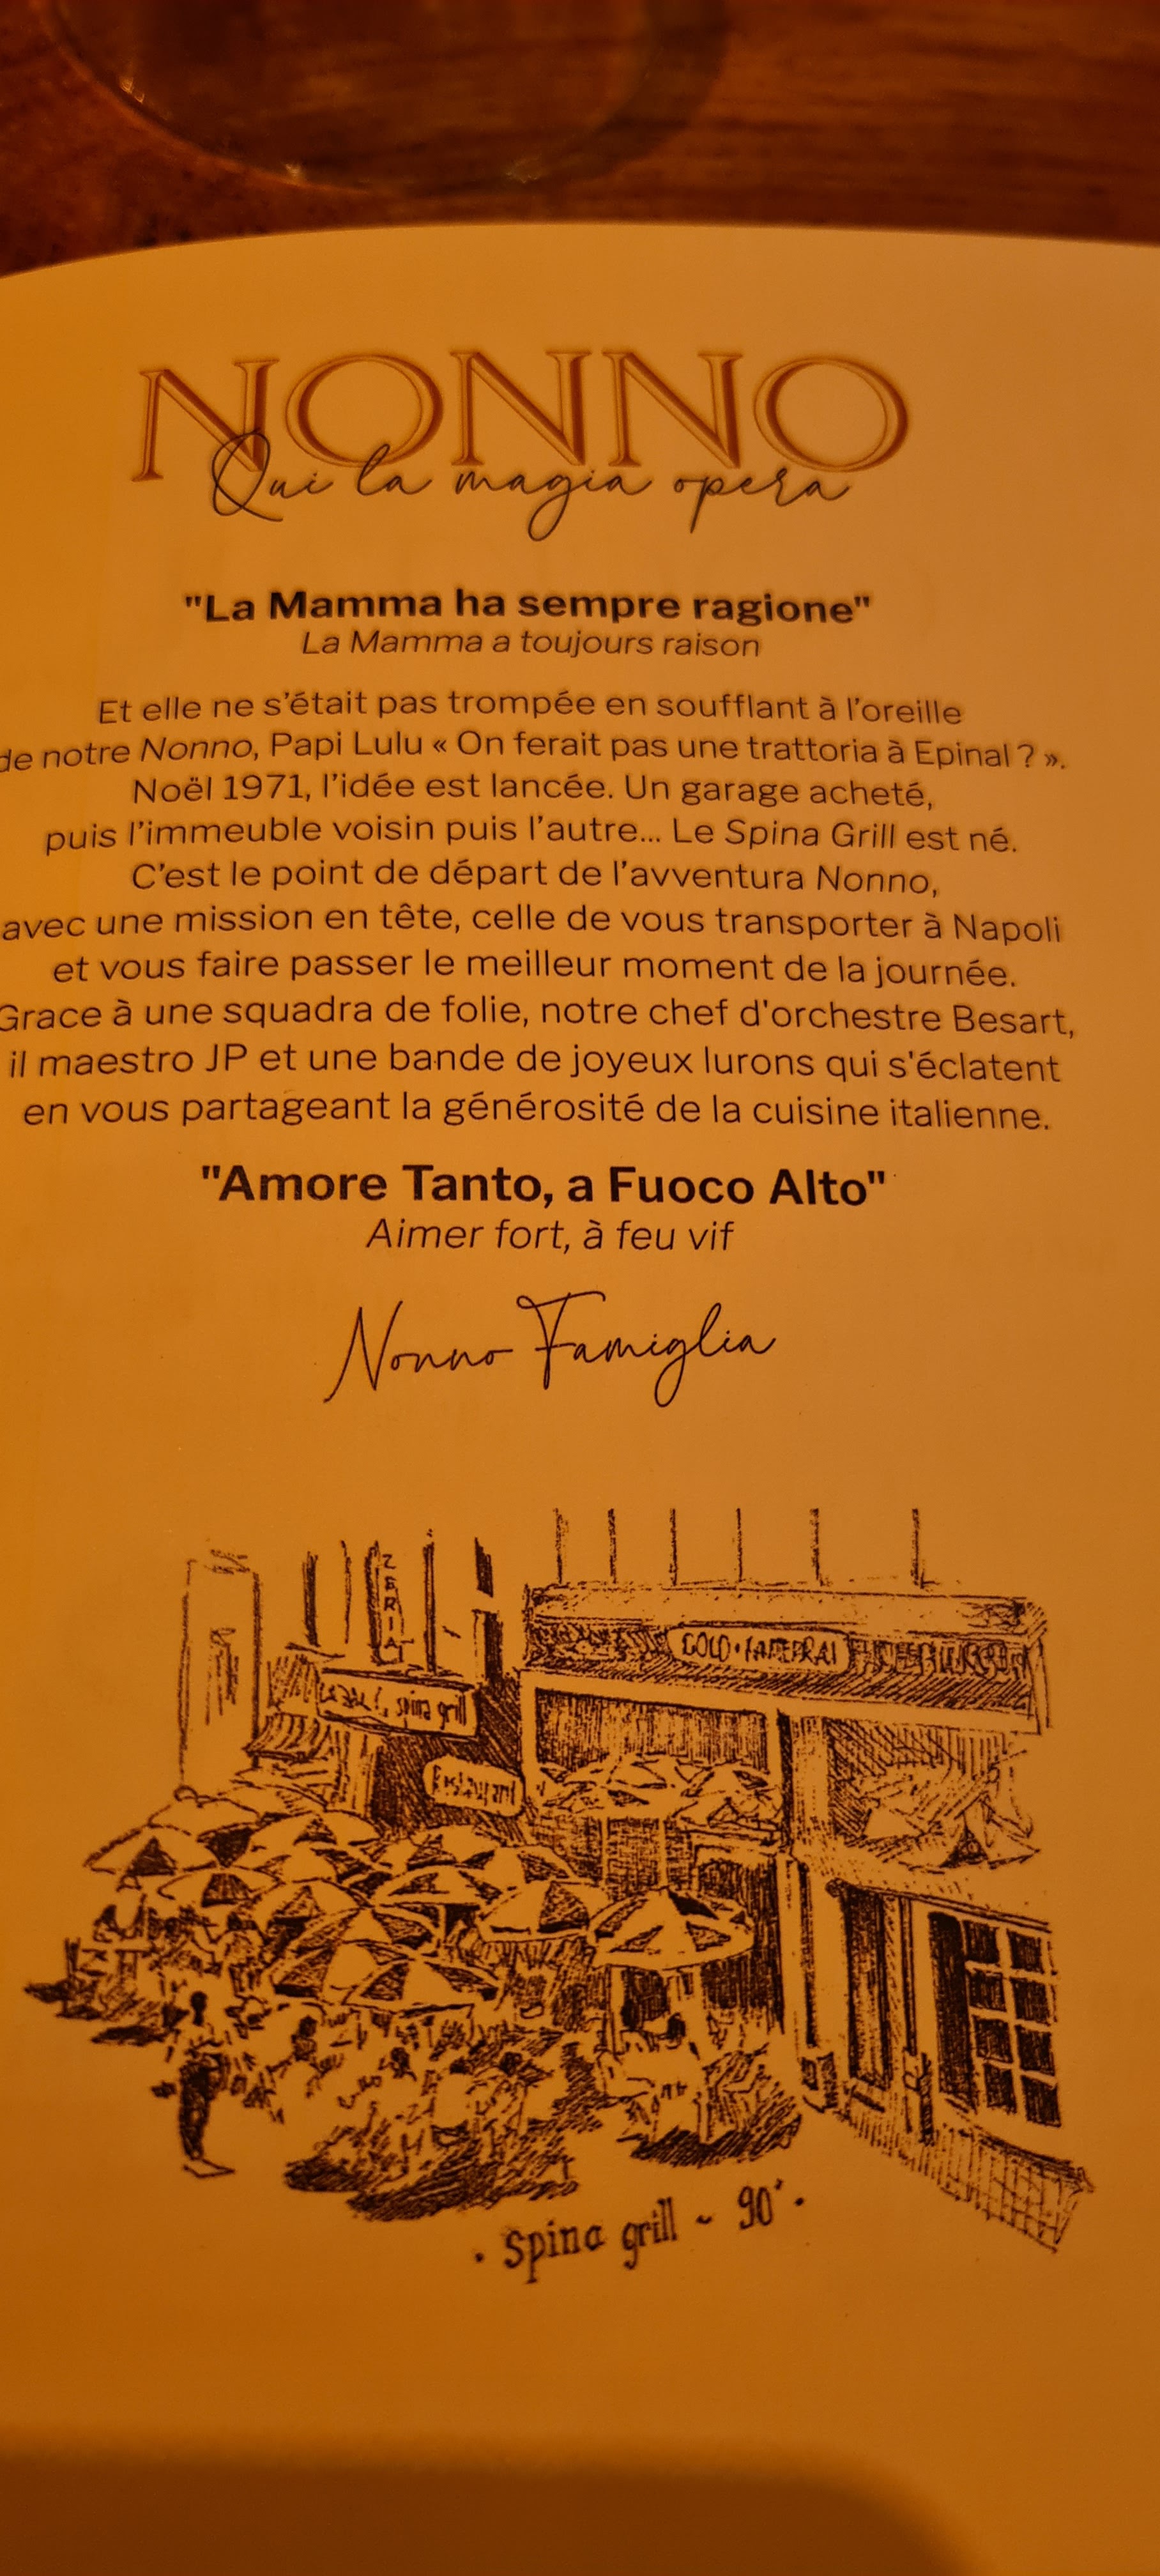 NONNO
Qui la magia opera
"La Mamma ha sempre ragione"
La Mamma a toujours raison
Et elle ne s'était pas trompée en soufflant à l'oreille
de notre Nonno, Papi Lulu « On ferait pas une trattoria à Epinal ? ».
Noël 1971, l'idée est lancée. Un garage acheté,
puis l'immeuble voisin puis l'autre... Le Spina Grill est né.
C'est le point de départ de l'avventura Nonno,
avec une mission en tête, celle de vous transporter à Napoli
et vous faire passer le meilleur moment de la journée.
Grace à une squadra de folie, notre chef d'orchestre Besart,
il maestro JP et une bande de joyeux lurons qui s'éclatent
en vous partageant la générosité de la cuisine italienne.
"Amore Tanto, a Fuoco Alto"
Aimer fort, à feu vif
Nonno Famiglia
ZERIA
spina grill
Restaurant
GOLD
. Spina grill ~ 90' .